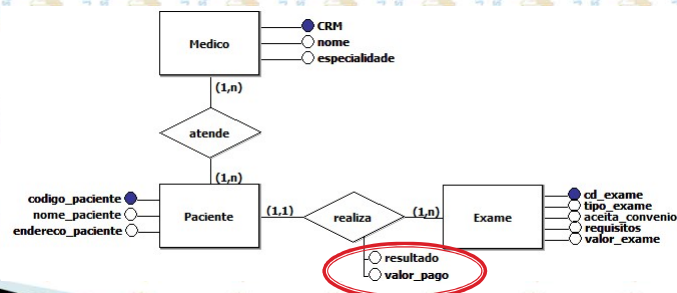 Medico
CRM
nome
especialidade
(1,n)
atende
(1,n)
codigo_paciente
nome_paciente
endereco_paciente
Paciente
(1,1)
realiza
(1,n)
Exame
cd_exame
tipo_exame
aceita_convenio
requisitos
valor_exame
resultado
valor_pago